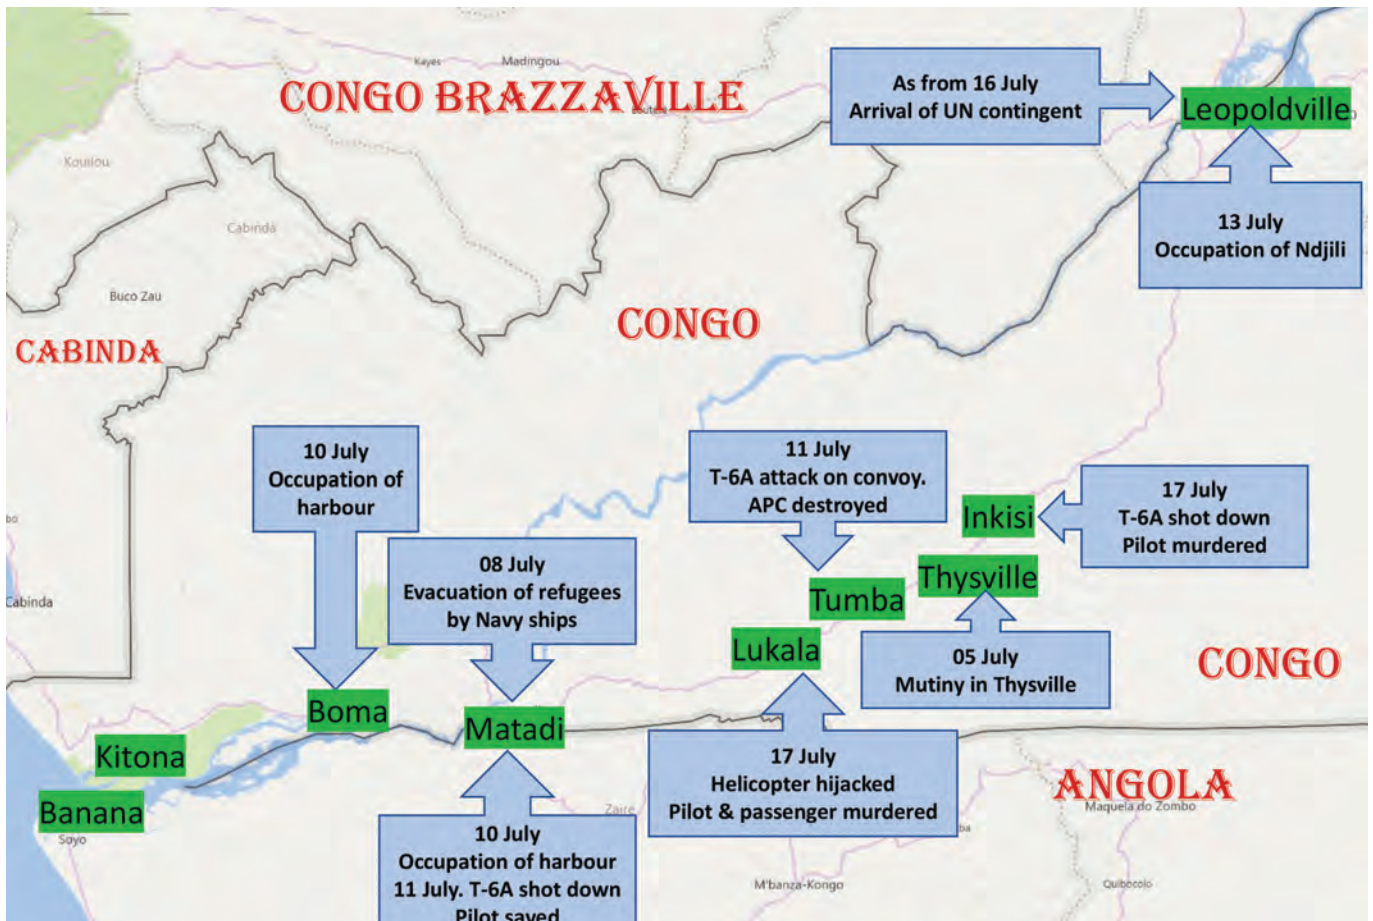 Kayes
Madingou
CONGO BRAZZAVILLE
As from 16 July
Arrival of UN contingent
Leopoldville
Kouilou
13 July
Occupation of Ndjili
Cabinda
Buco Zau
CONGO
CABINDA
10 July
Occupation of
harbour
11 July
T-6A attack on convoy.
APC destroyed
Inkisi
17 July
T-6A shot down
Pilot murdered
08 July
Evacuation of refugees
by Navy ships
Thysville
Tumba
Cabinda
Lukala
05 July
Mutiny in Thysville
CONGO
Boma
Matadi
Kitona
17 July
Helicopter hijacked
Pilot & passenger murdered
ANGOLA
Maquela do Zombo
Banana
Soyo
Zaire
10 July
Occupation of harbour
11 July. T-6A shot down
Pilot saved
M'banza-Kongo
Quibocolo